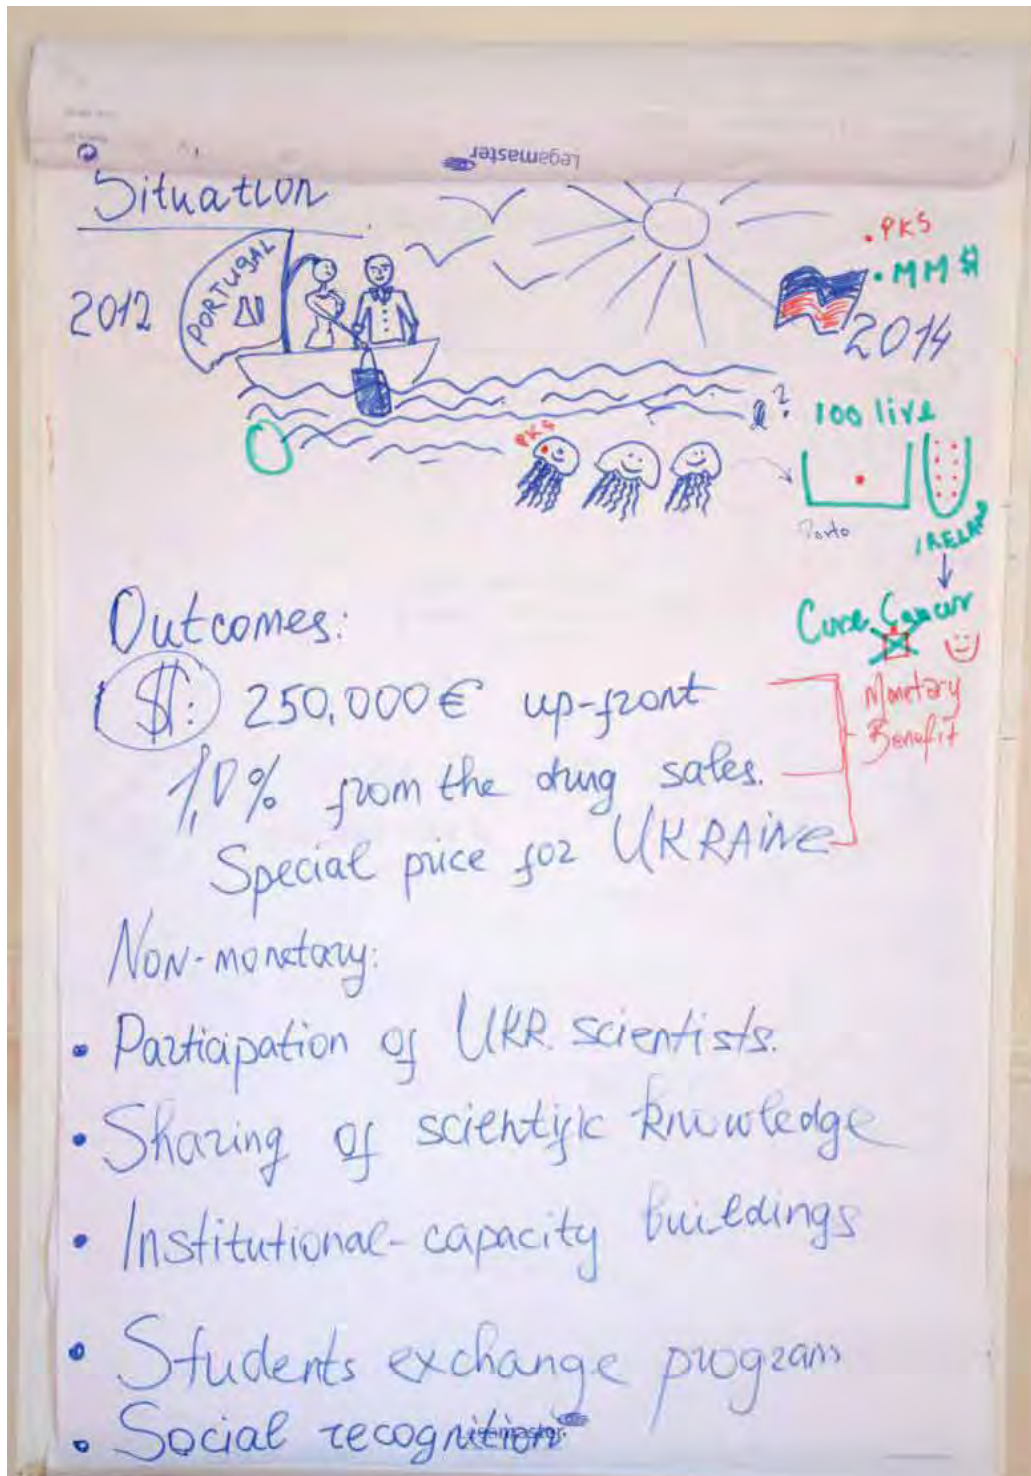 Legamaster
Situation
2012
PORTUGAL
• PKS
• MM $
2014
PKS
100 live
Porto
IRELAND
Cure Cancer
Outcomes:
$: 250.000 € up-front
1,0% from the drug sales.
Special price for UKRAINE
Monetary
Benefit
Non-monetary:
• Participation of UKR. scientists.
• Sharing of scientific knowledge
• Institutional-capacity buildings
• Students exchange program
• Social recognition
Legamaster